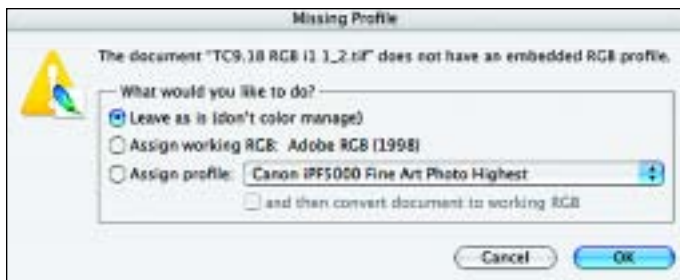 Missing Profile
The document "TC9.18 RGB i1 1_2.tif" does not have an embedded RGB profile.
What would you like to do?
Leave as is (don't color manage)
Assign working RGB: Adobe RGB (1998)
Assign profile: Canon iPF5000 Fine Art Photo Highest
and then convert document to working RGB
Cancel OK